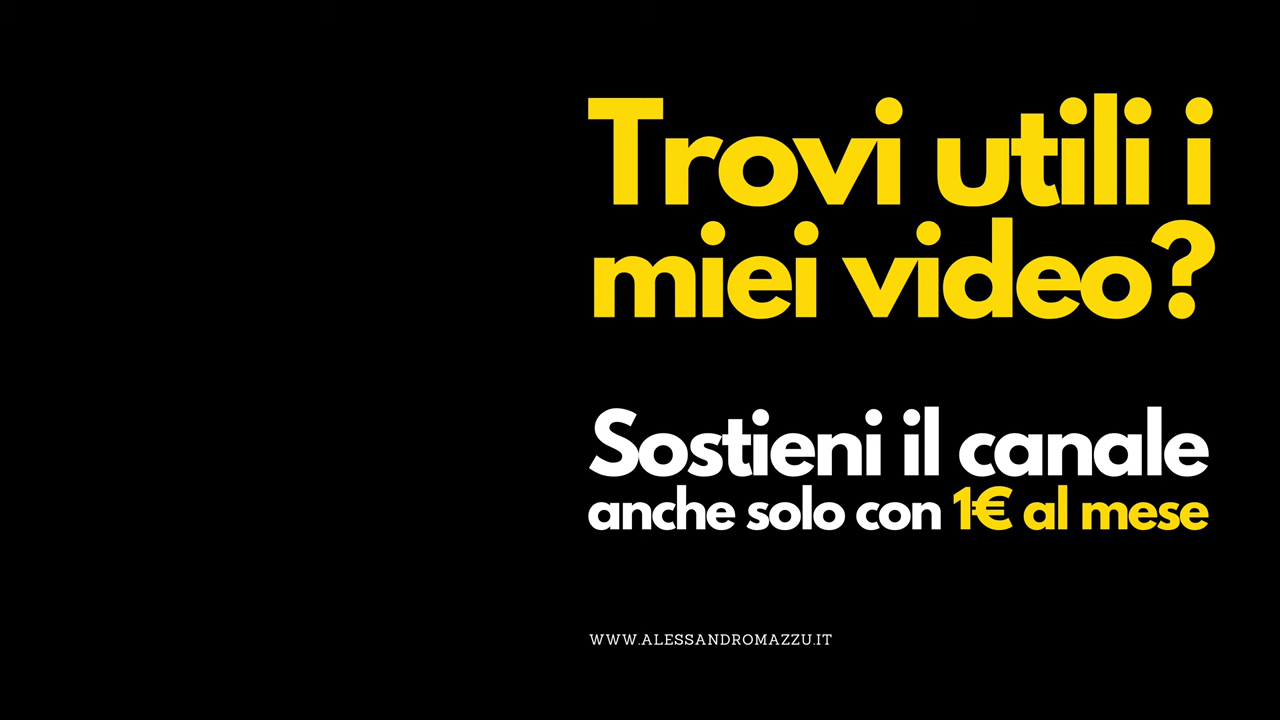 Trovi utili i
miei video?
Sostieni il canale
anche solo con 1€ al mese
WWW.ALESSANDROMAZZU.IT